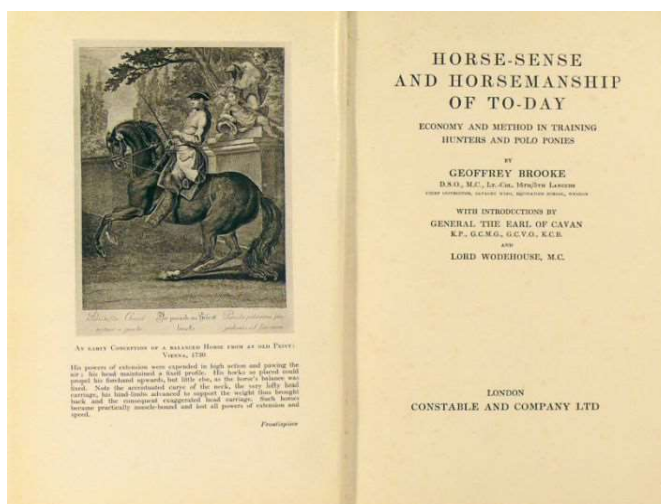 AN EARLY CONCEPTION OF A BALANCED HORSE FROM AN OLD PRINT:
VIENNA, 1730
His powers of extension were expended in high action and pawing the
air; his head maintained a fixed profile. His hocks so placed could
propel his forehand upwards, but little else, as the horse's balance was
fixed. Note the accentuated curve of the neck, the very lofty head
carriage, his hind-limbs advanced to support the weight thus brought
back and the consequent exaggerated head carriage. Such horses
became practically muscle-bound and lost all powers of extension and
speed.
Frontispiece
HORSE-SENSE
AND HORSEMANSHIP
OF TO-DAY
ECONOMY AND METHOD IN TRAINING
HUNTERS AND POLO PONIES
BY
GEOFFREY BROOKE
D.S.O., M.C., LT.-COL. 16TH/5TH LANCERS
WITH INTRODUCTIONS BY
GENERAL THE EARL OF CAVAN
K.P., G.C.M.G., G.C.V.O., K.C.B.
AND
LORD WODEHOUSE, M.C.
LONDON
CONSTABLE AND COMPANY LTD